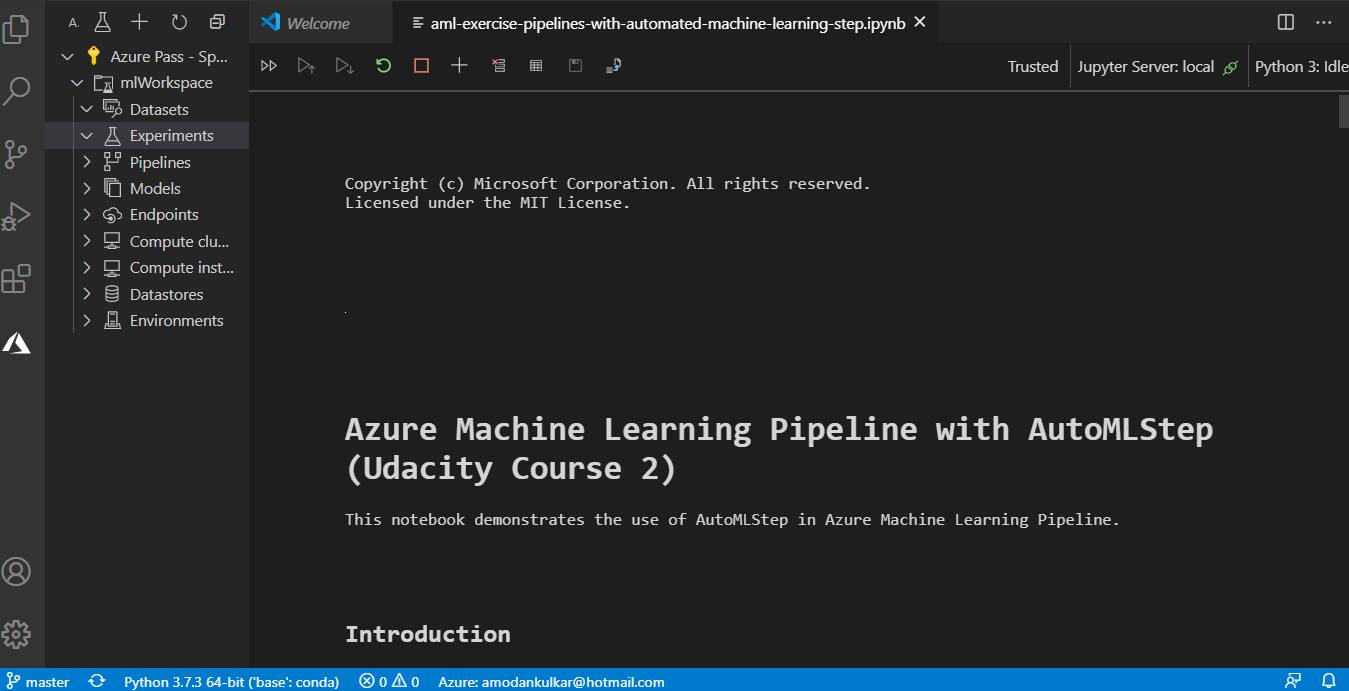 A.
Welcome
aml-exercise-pipelines-with-automated-machine-learning-step.ipynb
Azure Pass - Sp...
mlWorkspace
Datasets
Experiments
Pipelines
Models
Endpoints
Compute clu...
Compute inst...
Datastores
Environments
Trusted
Jupyter Server: local
Python 3: Idle
Copyright (c) Microsoft Corporation. All rights reserved.
Licensed under the MIT License.
.
Azure Machine Learning Pipeline with AutoMLStep
(Udacity Course 2)
This notebook demonstrates the use of AutoMLStep in Azure Machine Learning Pipeline.
Introduction
master
Python 3.7.3 64-bit ('base': conda)
0
0
Azure: amodankulkar@hotmail.com